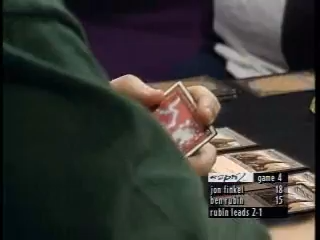 espn2 game 4
jon finkel 18
ben rubin 15
rubin leads 2-1